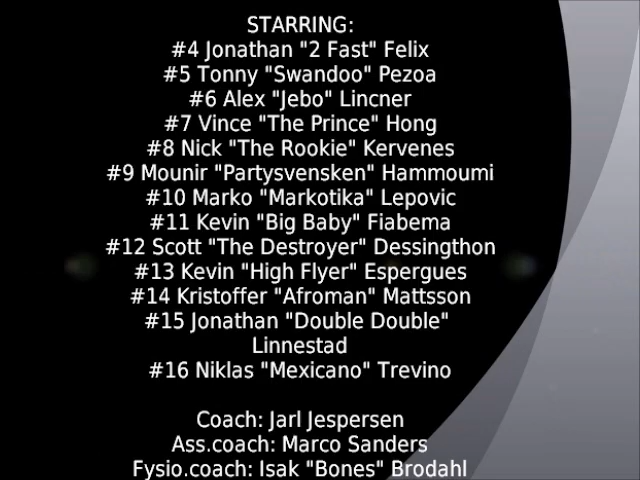 STARRING:
#4 Jonathan "2 Fast" Felix
#5 Tonny "Swandoo" Pezoa
#6 Alex "Jebo" Lincner
#7 Vince "The Prince" Hong
#8 Nick "The Rookie" Kervenes
#9 Mounir "Partysvensken" Hammoumi
#10 Marko "Markotika" Lepovic
#11 Kevin "Big Baby" Fiabema
#12 Scott "The Destroyer" Dessingthon
#13 Kevin "High Flyer" Espergues
#14 Kristoffer "Afroman" Mattsson
#15 Jonathan "Double Double"
Linnestad
#16 Niklas "Mexicano" Trevino
Coach: Jarl Jespersen
Ass.coach: Marco Sanders
Fysio.coach: Isak "Bones" Brodahl